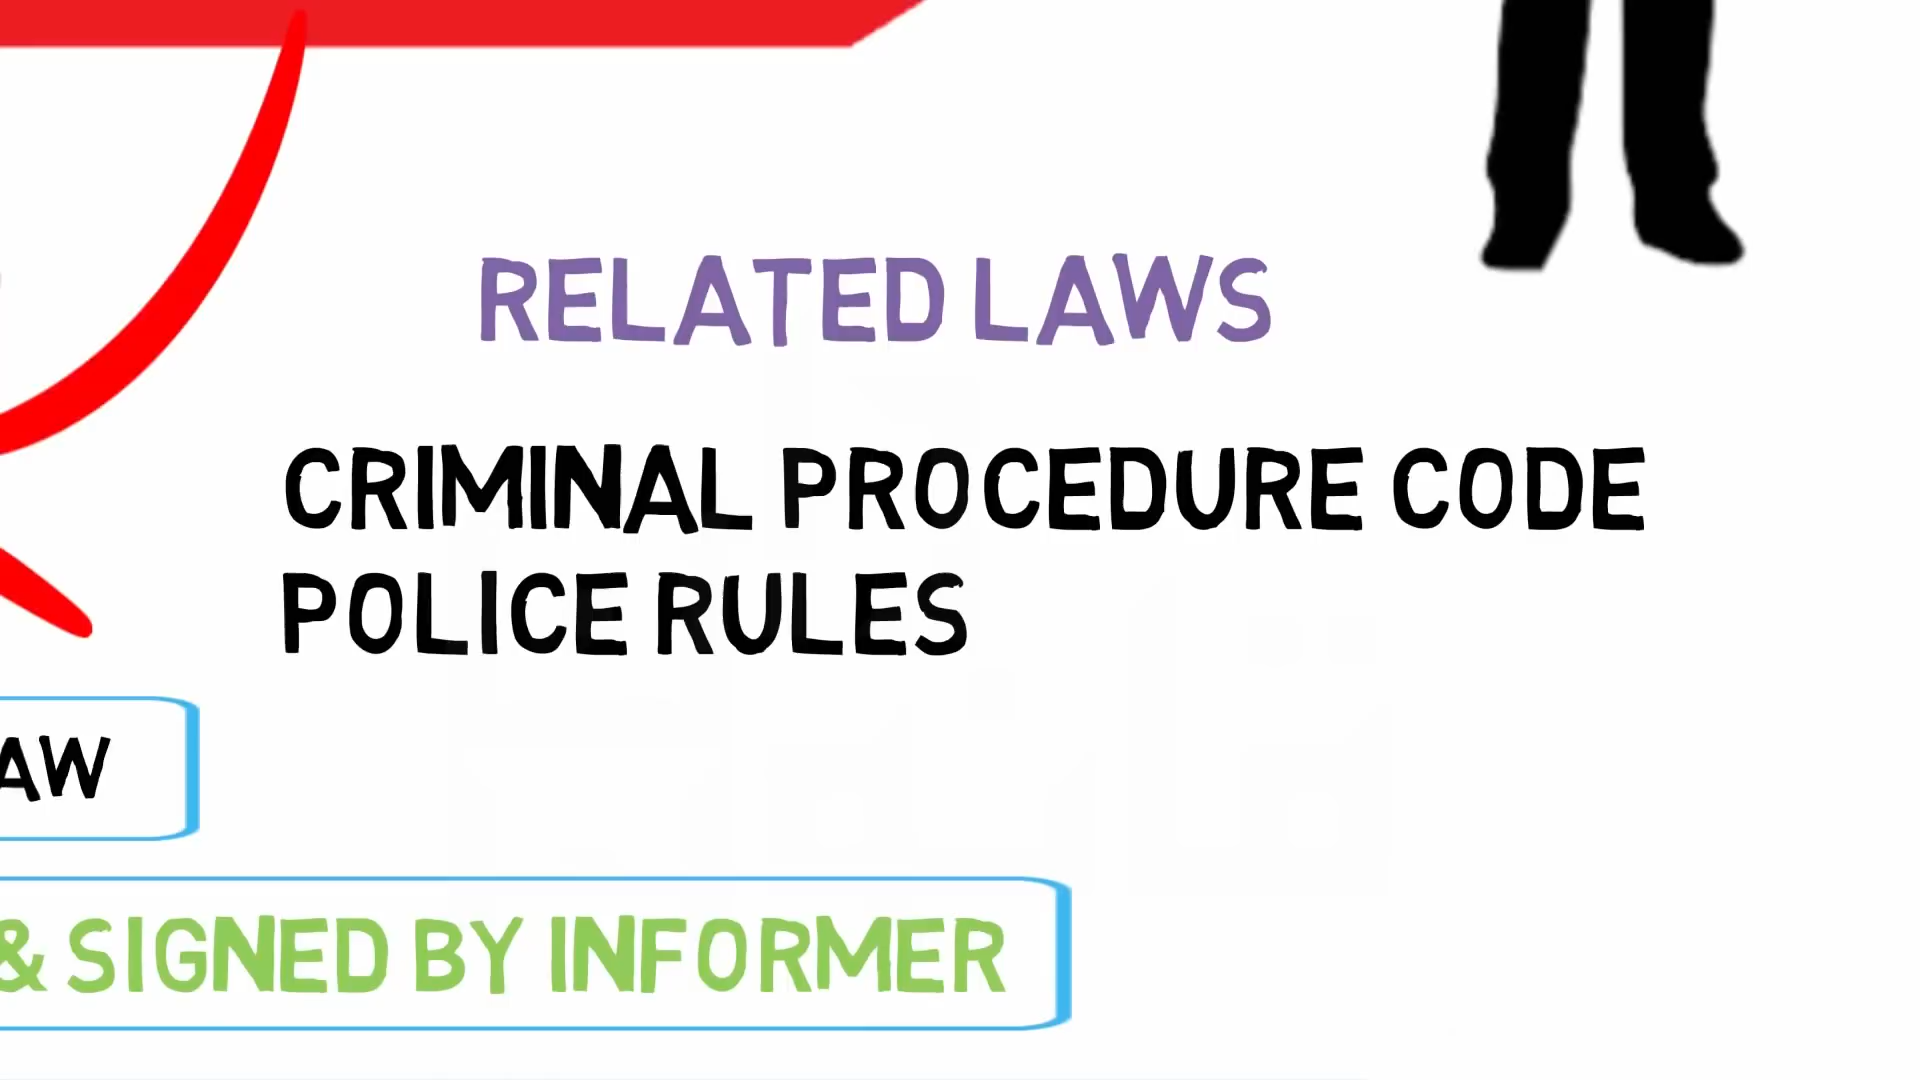 RELATED LAWS
CRIMINAL PROCEDURE CODE
POLICE RULES
AW
& SIGNED BY INFORMER